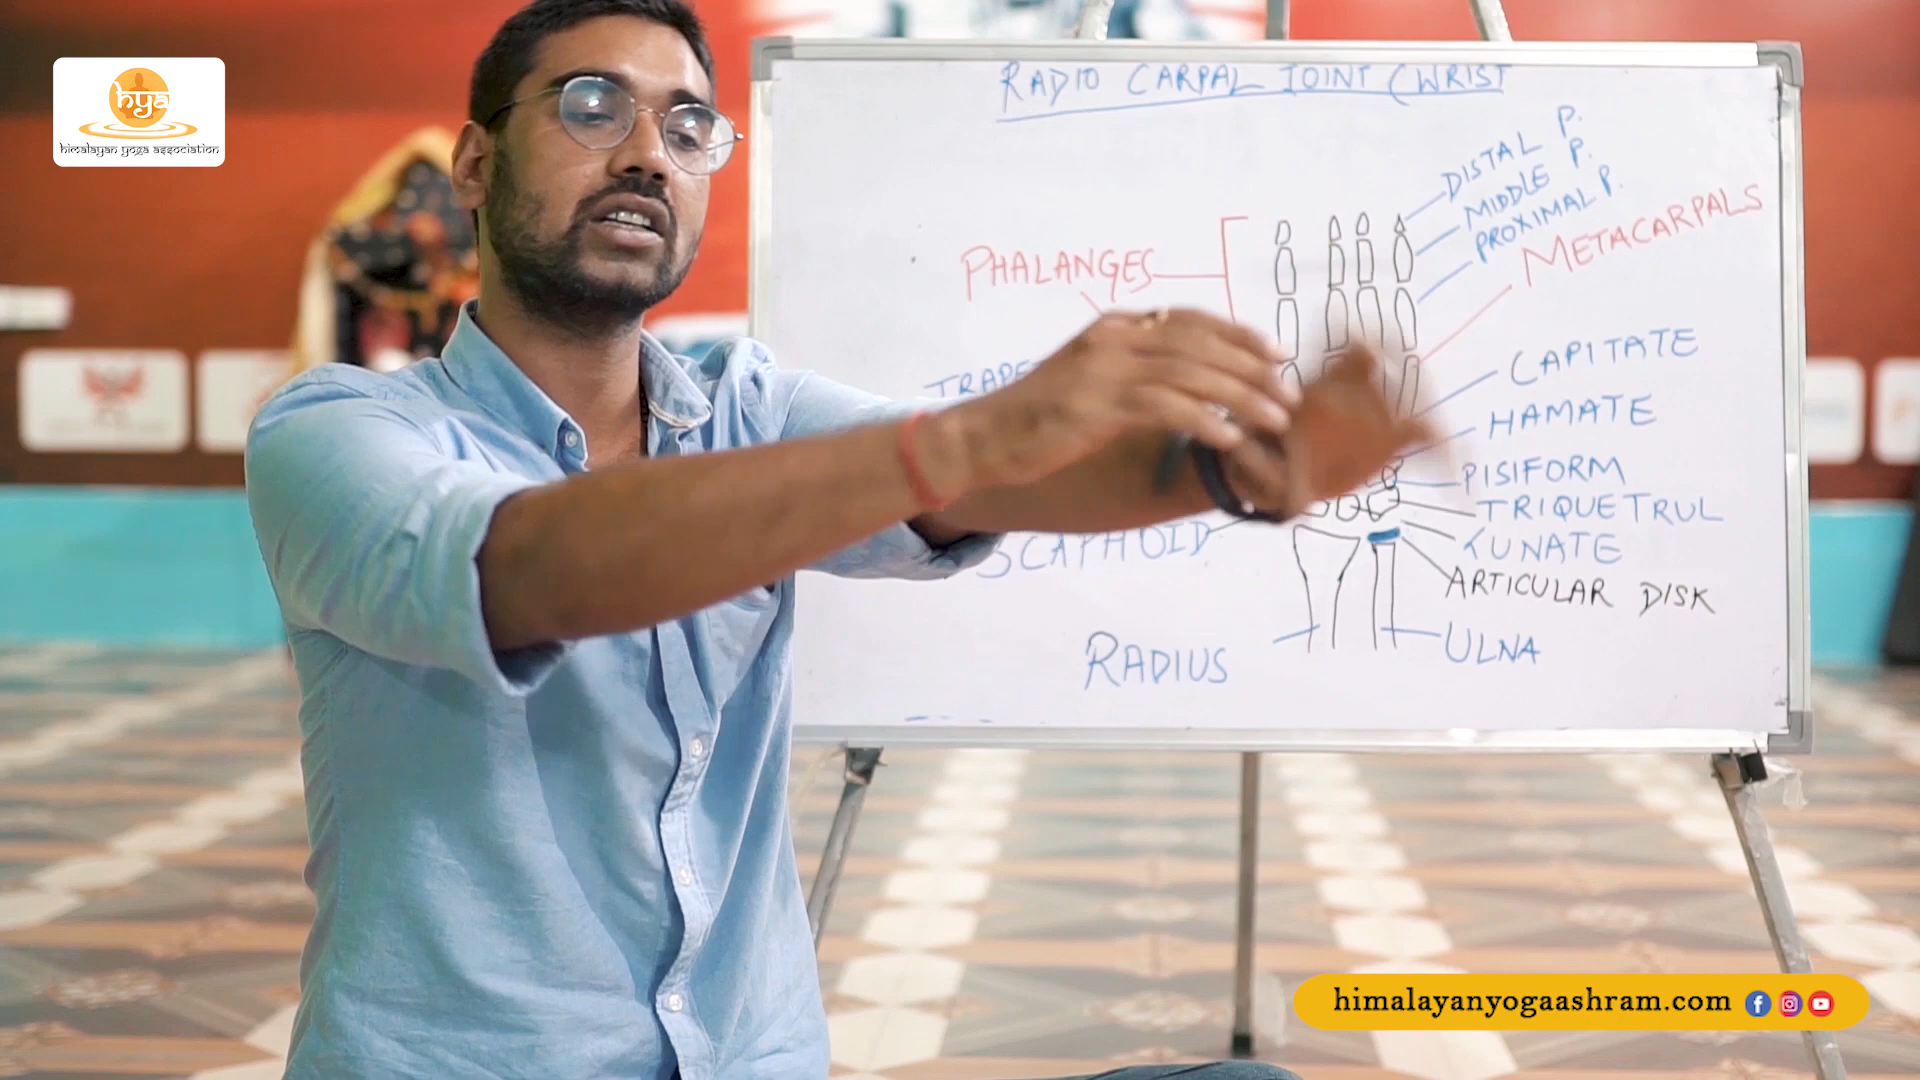 hya
himalayan yoga association
RADIO CARPAL JOINT (WRIST
DISTAL P.
MIDDLE P.
PROXIMAL P.
METACARPALS
PHALANGES
CAPITATE
HAMATE
PISIFORM
TRIQUETRUL
SCAPHOID
LUNATE
ARTICULAR DISK
RADIUS
ULNA
himalayanyogaashram.com